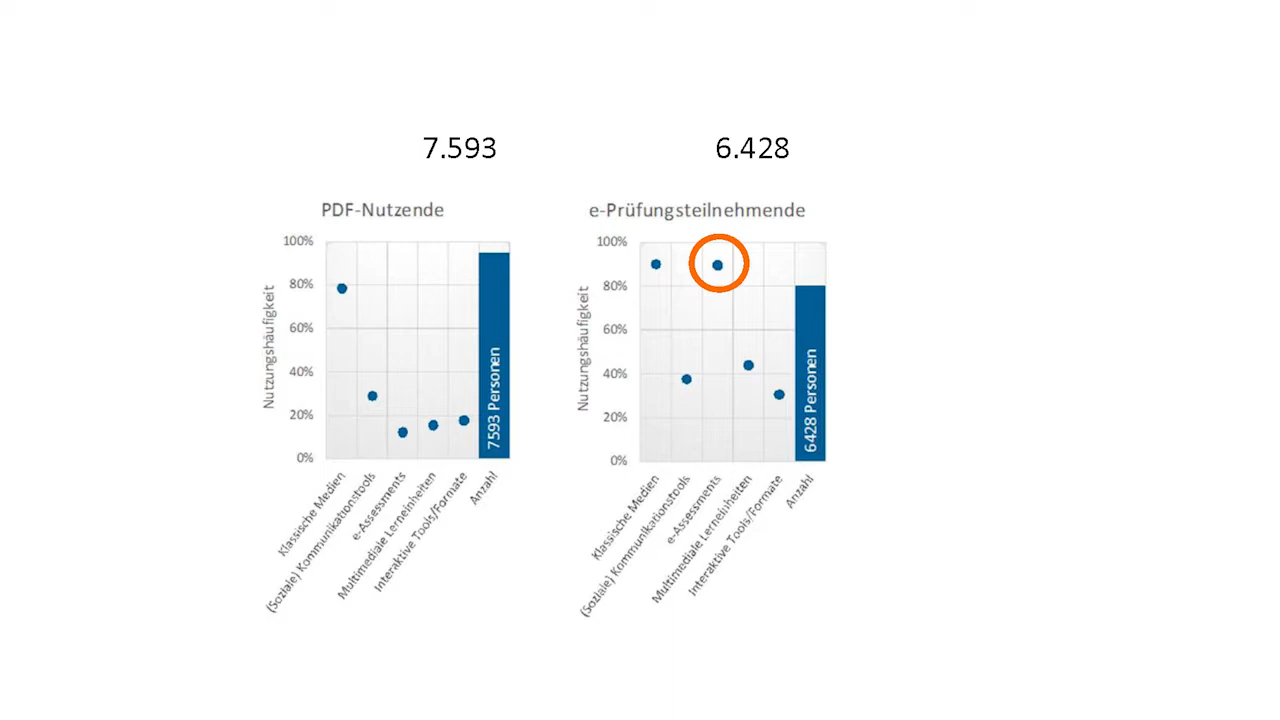 7.593
6.428
PDF-Nutzende
e-Prüfungsteilnehmende
Nutzungshäufigkeit
100%
80%
60%
40%
20%
0%
7593 Personen
Klassische Medien
(Soziale) Kommunikationstools
e-Assessments
Multimediale Lerneinheiten
Interaktive Tools/Formate
Anzahl
Nutzungshäufigkeit
100%
80%
60%
40%
20%
0%
6428 Personen
Klassische Medien
(Soziale) Kommunikationstools
e-Assessments
Multimediale Lerneinheiten
Interaktive Tools/Formate
Anzahl